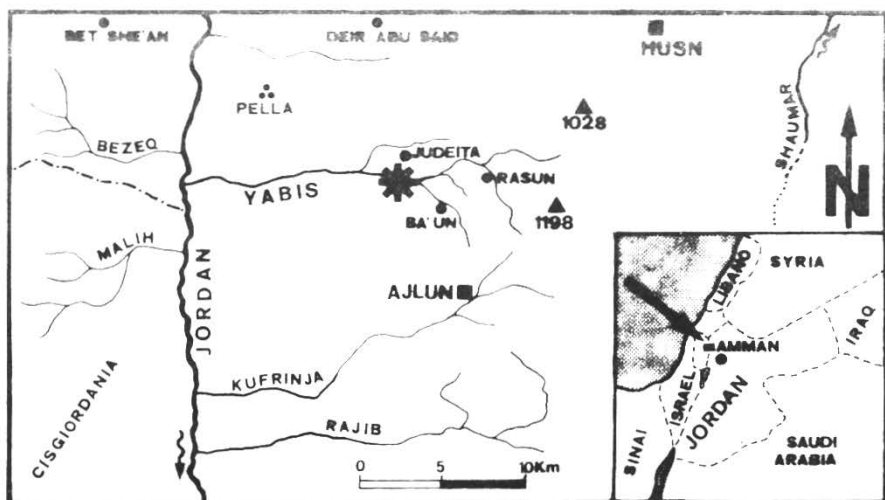 BET SHE'AN
DEIR ABU SAID
HUSN
PELLA
1028
SHAUMAR
BEZEQ
JUDEITA
RASUN
YABIS
BA'UN
1198
N
MALIH
JORDAN
AJLUN
KUFRINJA
RAJIB
CISGIORDANIA
0 5 10Km
LIBANO
SYRIA
IRAQ
AMMAN
ISRAEL
JORDAN
SINAI
SAUDI
ARABIA